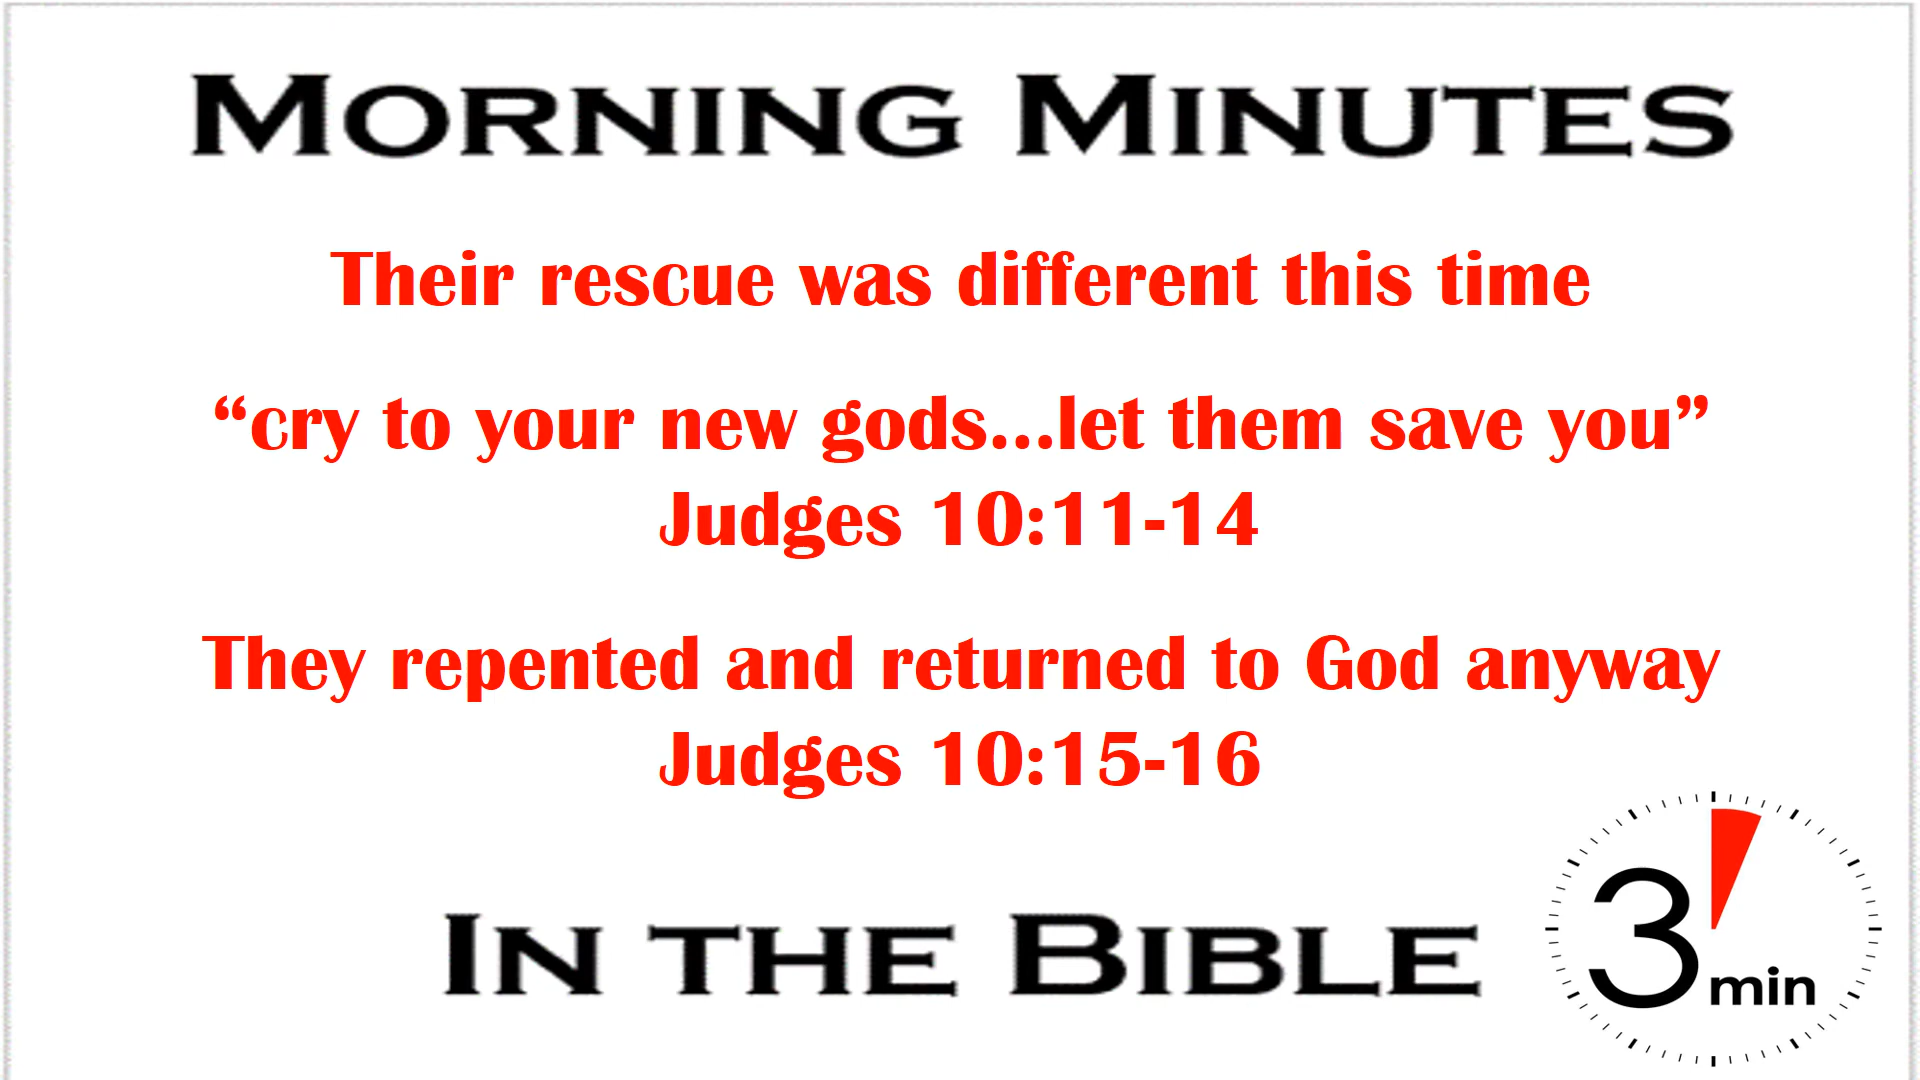 MORNING MINUTES
Their rescue was different this time
“cry to your new gods...let them save you”
Judges 10:11-14
They repented and returned to God anyway
Judges 10:15-16
IN THE BIBLE
3 min